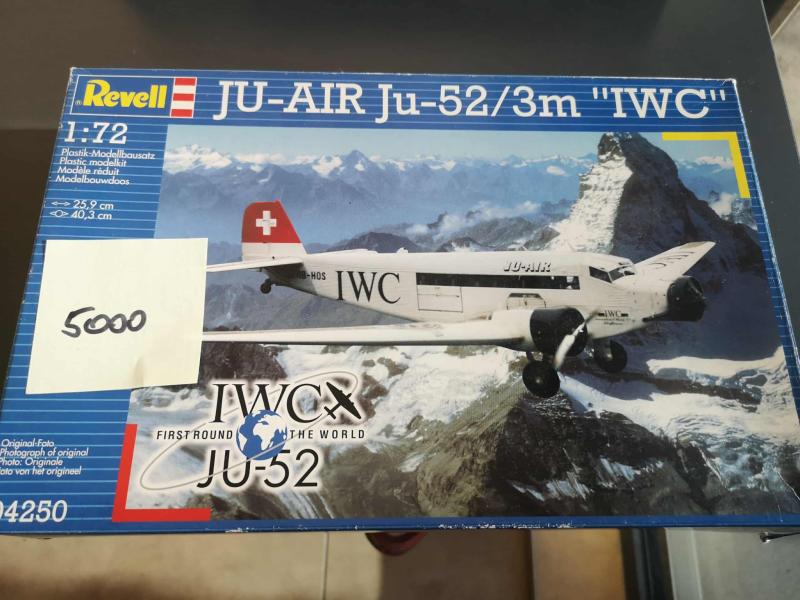 Revell JU-AIR Ju-52/3m "IWC"
1:72
Plastik-Modellbausatz
Plastic modelkit
Modèle réduit
Modelbouwdoos
25,9 cm
40,3 cm
B-HOS
IWC
JU-AIR
IWC
5000
IWC
FIRST ROUND THE WORLD
JU-52
Original-Foto
Photograph of original
Photo: Originale
Foto van het origineel
04250